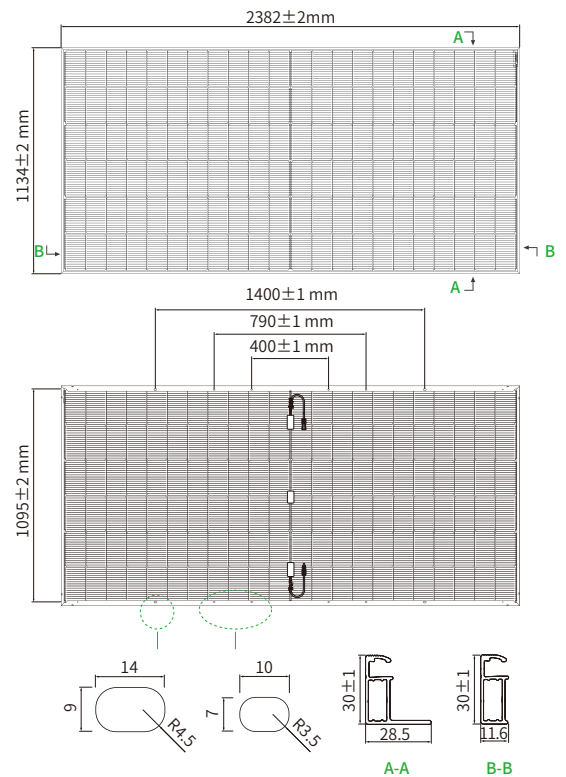 2382±2mm
A
1134±2 mm
B
B
A
1400±1 mm
790±1 mm
400±1 mm
1095±2 mm
14
9
R4.5
10
7
R3.5
30±1
28.5
A-A
30±1
11.6
B-B